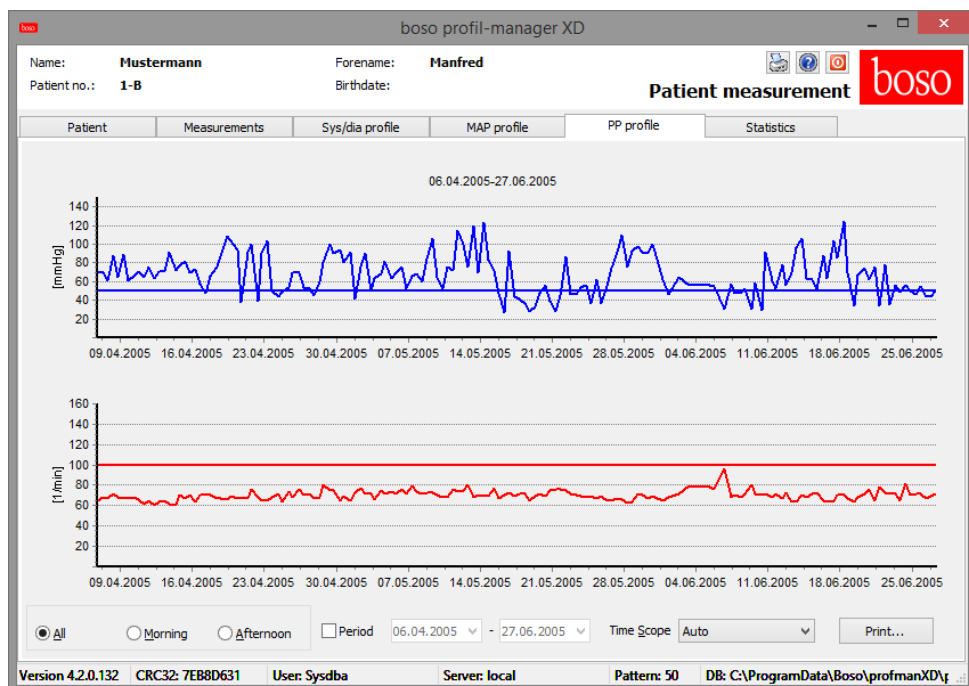 boso boso profil-manager XD
Name: Mustermann Forename: Manfred
Patient no.: 1-B Birthdate:
Patient measurement
boso
Patient Measurements Sys/dia profile MAP profile PP profile Statistics
06.04.2005-27.06.2005
[mmHg]
140
120
100
80
60
40
20
09.04.2005 16.04.2005 23.04.2005 30.04.2005 07.05.2005 14.05.2005 21.05.2005 28.05.2005 04.06.2005 11.06.2005 18.06.2005 25.06.2005
[1/min]
160
140
120
100
80
60
40
20
09.04.2005 16.04.2005 23.04.2005 30.04.2005 07.05.2005 14.05.2005 21.05.2005 28.05.2005 04.06.2005 11.06.2005 18.06.2005 25.06.2005
All Morning Afternoon Period 06.04.2005 - 27.06.2005 Time Scope Auto Print...
Version 4.2.0.132 CRC32: 7EB8D631 User: Sysdba Server: local Pattern: 50 DB: C:\ProgramData\Boso\profmanXD\